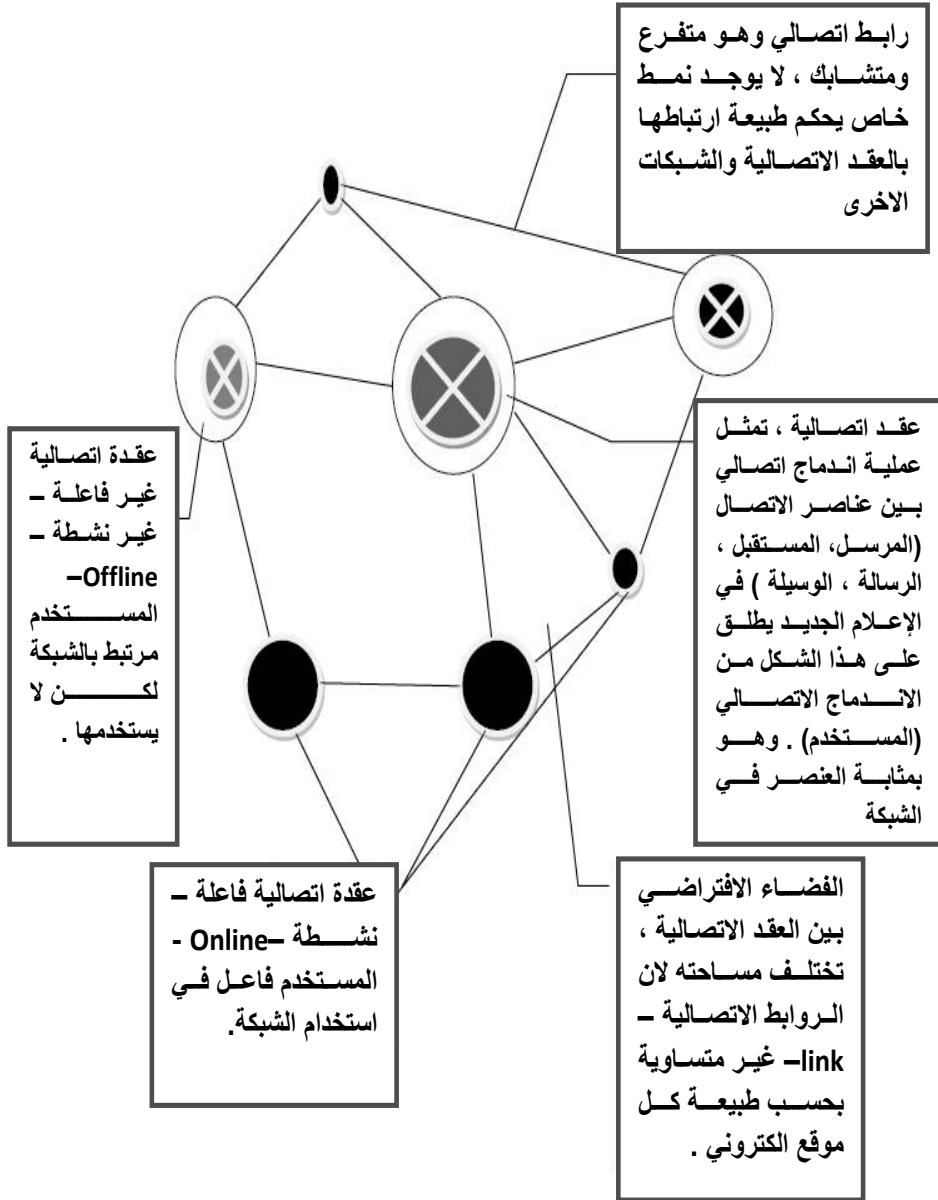 رابط اتصالي وهو متفرع
ومتشابك ، لا يوجد نمط
خاص يحكم طبيعة ارتباطها
بالعقد الاتصالية والشبكات
الاخرى
عقد اتصالية ، تمثل
عملية اندماج اتصالي
بين عناصر الاتصال
(المرسل، المستقبل ،
الرسالة ، الوسيلة ) في
الإعلام الجديد يطلق
على هذا الشكل من
الاندماج الاتصالي
(المستخدم) . وهو
بمثابة العنصر في
الشبكة
عقدة اتصالية
غير فاعلة –
غير نشطة –
Offline–
المستخدم
مرتبط بالشبكة
لكن لا
يستخدمها .
عقدة اتصالية فاعلة –
نشطة –Online -
المستخدم فاعل في
استخدام الشبكة.
الفضاء الافتراضي
بين العقد الاتصالية ،
تختلف مساحته لان
الروابط الاتصالية –
link– غير متساوية
بحسب طبيعة كل
موقع الكتروني .